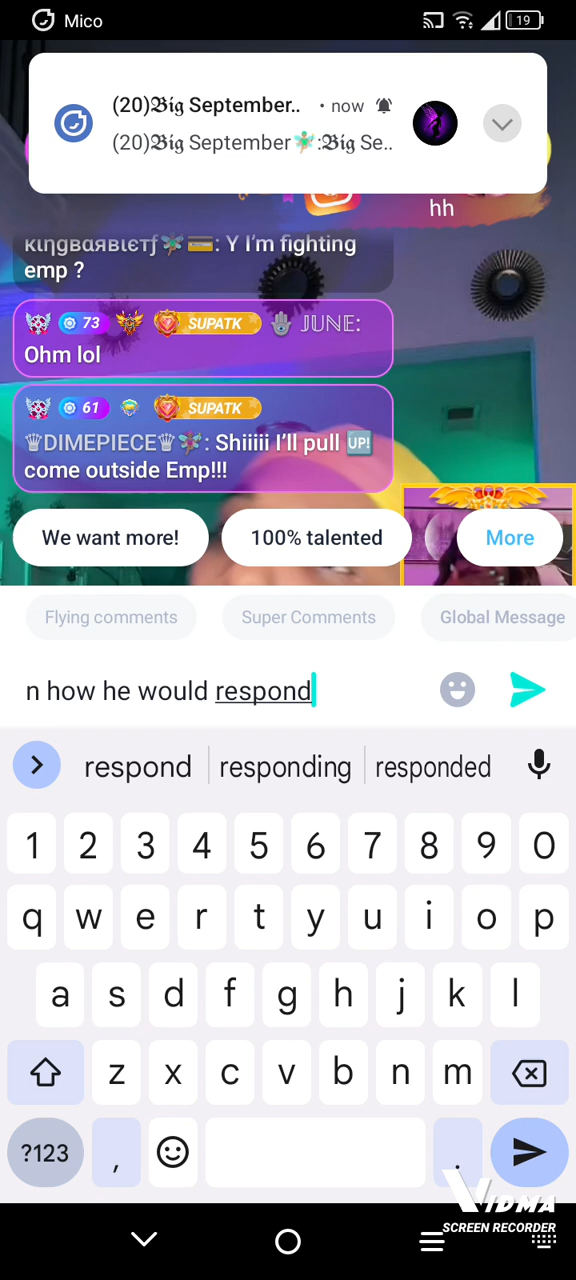 Mico
19
(20)𝕭𝖎𝖌 September.. • now
(20)𝕭𝖎𝖌 September🧚:𝕭𝖎𝖌 Se..
hh
кιηgвαявιєтƒ🧚💳: Y I’m fighting
emp ?
73 SUPATK 🪬 𝕁𝕌ℕ𝔼:
Ohm lol
61 SUPATK
♕DIMEPIECE♕🧚: Shiiiii I’ll pull 🆙
come outside Emp!!!
We want more! 100% talented More
Flying comments Super Comments Global Message
n how he would respond
respond responding responded
1 2 3 4 5 6 7 8 9 0
q w e r t y u i o p
a s d f g h j k l
z x c v b n m
?123 , .
VIDMA
SCREEN RECORDER